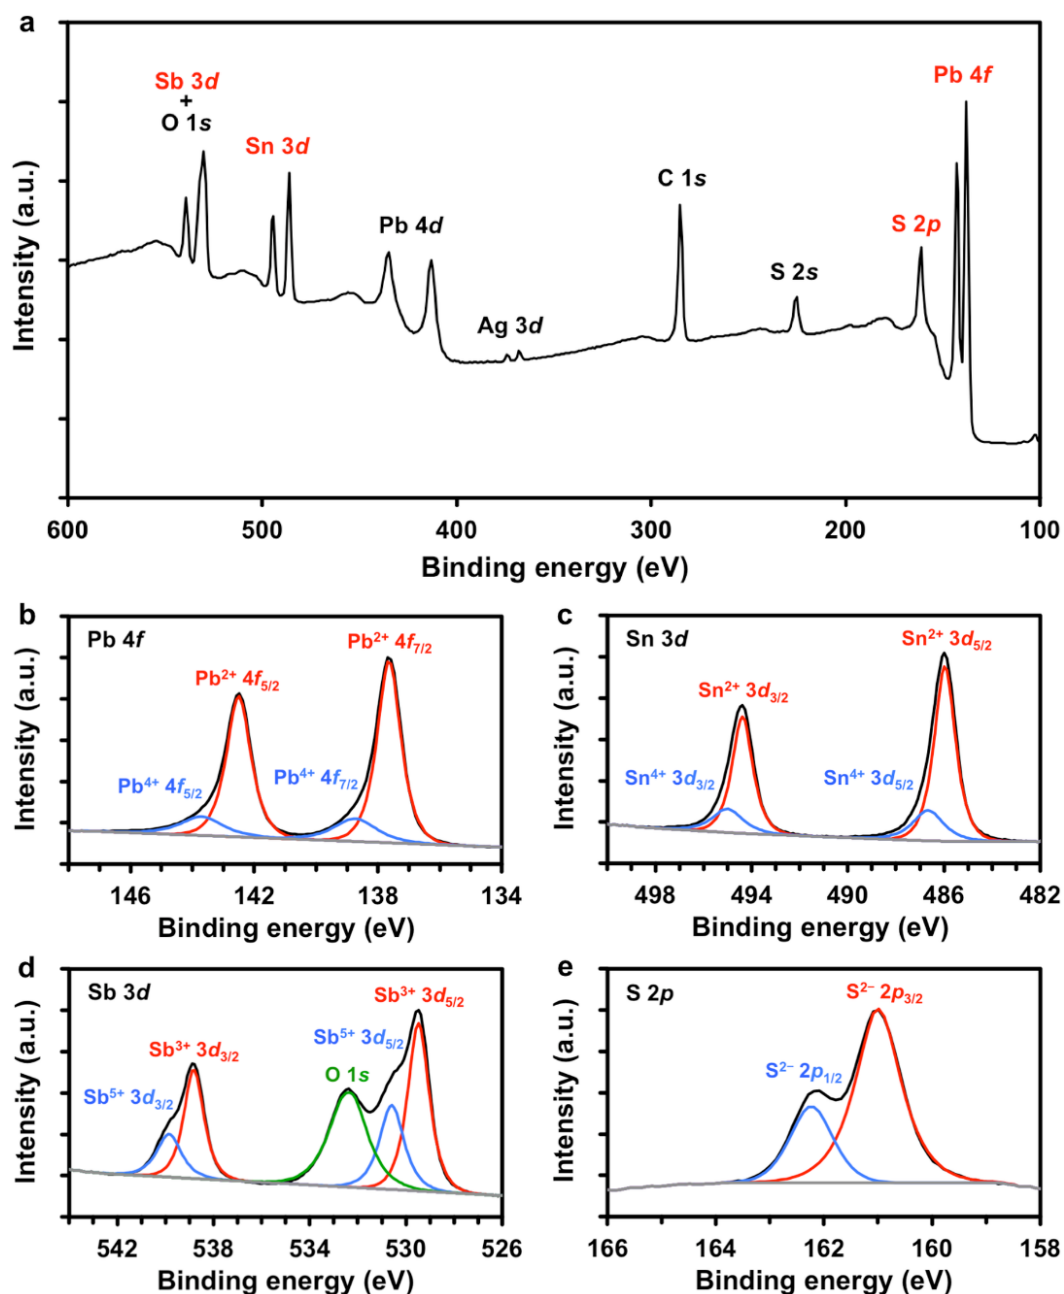 a
Sb 3d
+
O 1s
Sn 3d
Pb 4d
Ag 3d
C 1s
S 2s
S 2p
Pb 4f
Intensity (a.u.)
600 500 400 300 200 100
Binding energy (eV)
b
Pb 4f
Pb²⁺ 4f₇/₂
Pb²⁺ 4f₅/₂
Pb⁴⁺ 4f₅/₂
Pb⁴⁺ 4f₇/₂
Intensity (a.u.)
146 142 138 134
Binding energy (eV)
c
Sn 3d
Sn²⁺ 3d₅/₂
Sn²⁺ 3d₃/₂
Sn⁴⁺ 3d₃/₂
Sn⁴⁺ 3d₅/₂
Intensity (a.u.)
498 494 490 486 482
Binding energy (eV)
d
Sb 3d
Sb³⁺ 3d₅/₂
Sb⁵⁺ 3d₅/₂
Sb³⁺ 3d₃/₂
O 1s
Sb⁵⁺ 3d₃/₂
Intensity (a.u.)
542 538 534 530 526
Binding energy (eV)
e
S 2p
S²⁻ 2p₃/₂
S²⁻ 2p₁/₂
Intensity (a.u.)
166 164 162 160 158
Binding energy (eV)